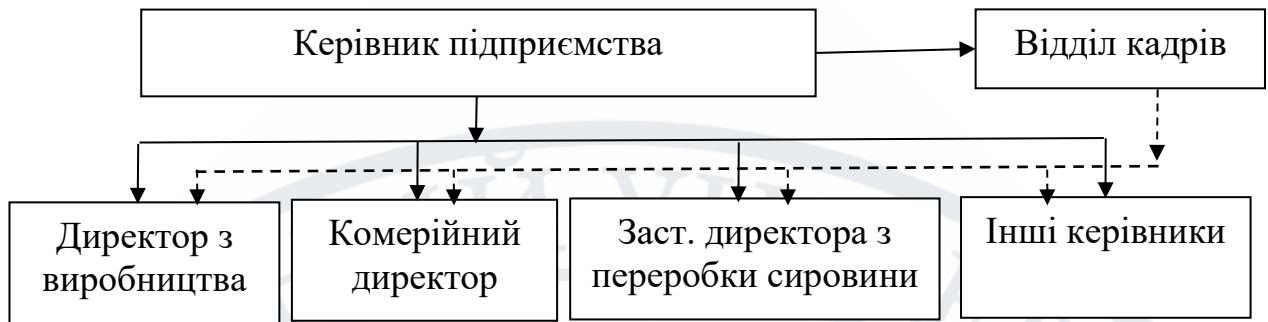 Керівник підприємства
Відділ кадрів
Директор з
виробництва
Комерійний
директор
Заст. директора з
переробки сировини
Інші керівники